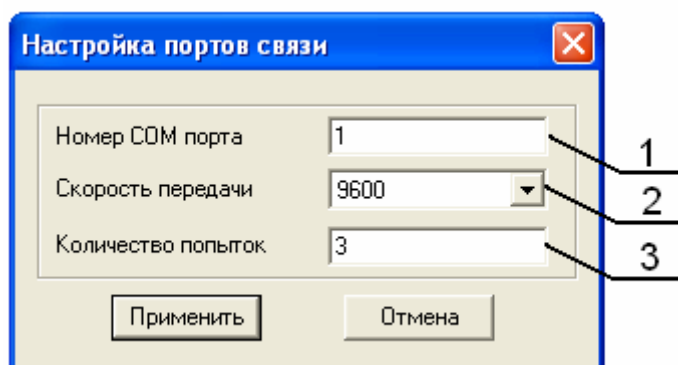 Настройка портов связи
Номер COM порта 1 1
Скорость передачи 9600 2
Количество попыток 3 3
Применить Отмена